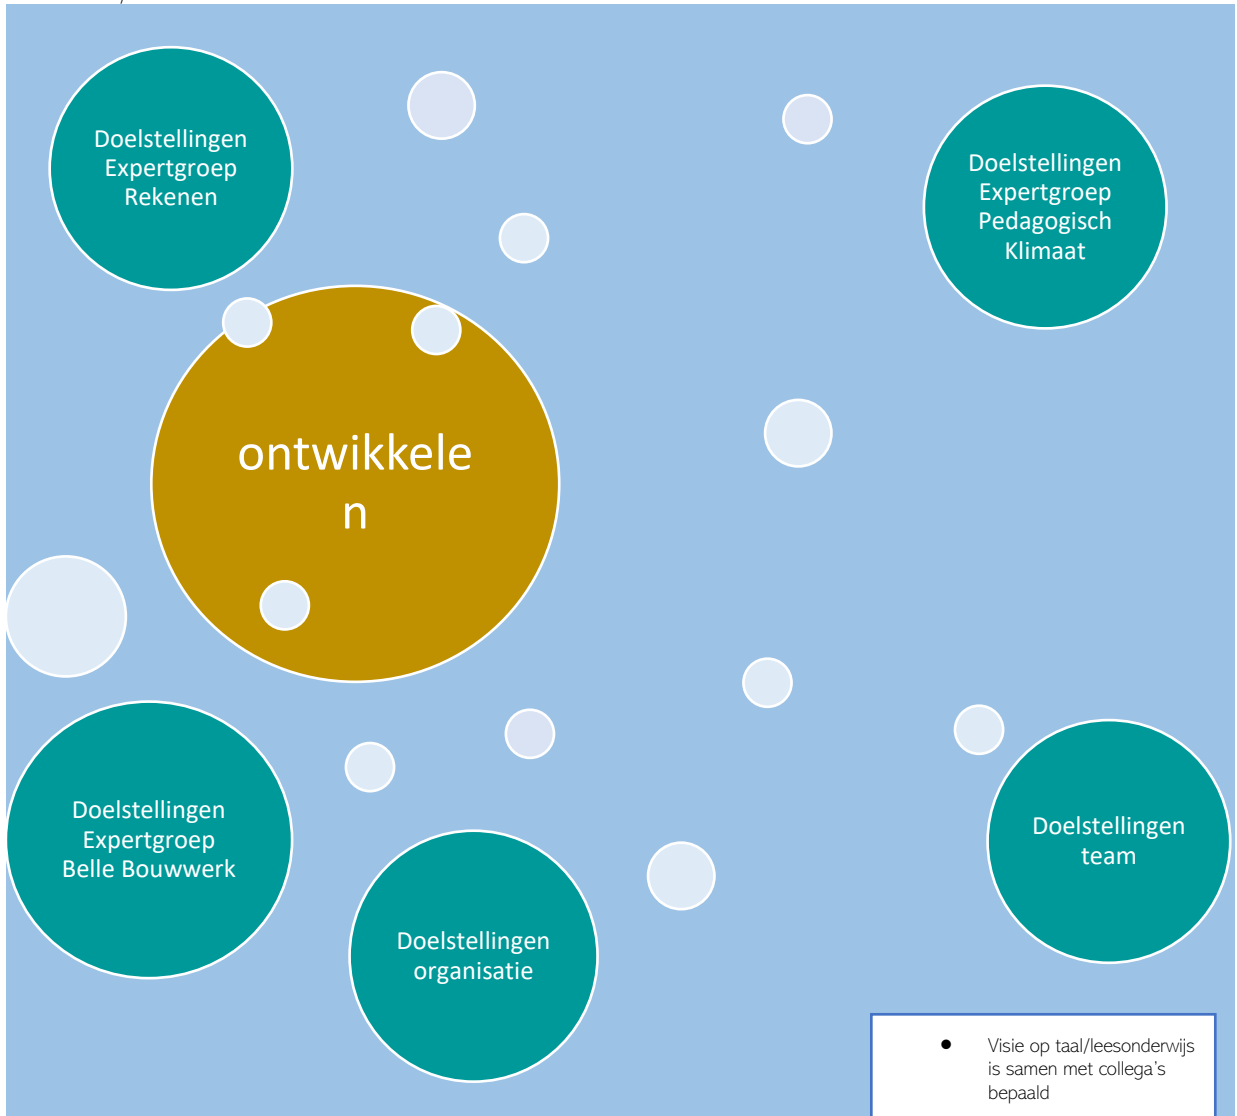 Doelstellingen
Expertgroep
Rekenen
Doelstellingen
Expertgroep
Pedagogisch
Klimaat
ontwikkele
n
Doelstellingen
Expertgroep
Belle Bouwwerk
Doelstellingen
organisatie
Doelstellingen
team
• Visie op taal/leesonderwijs
is samen met collega's
bepaald